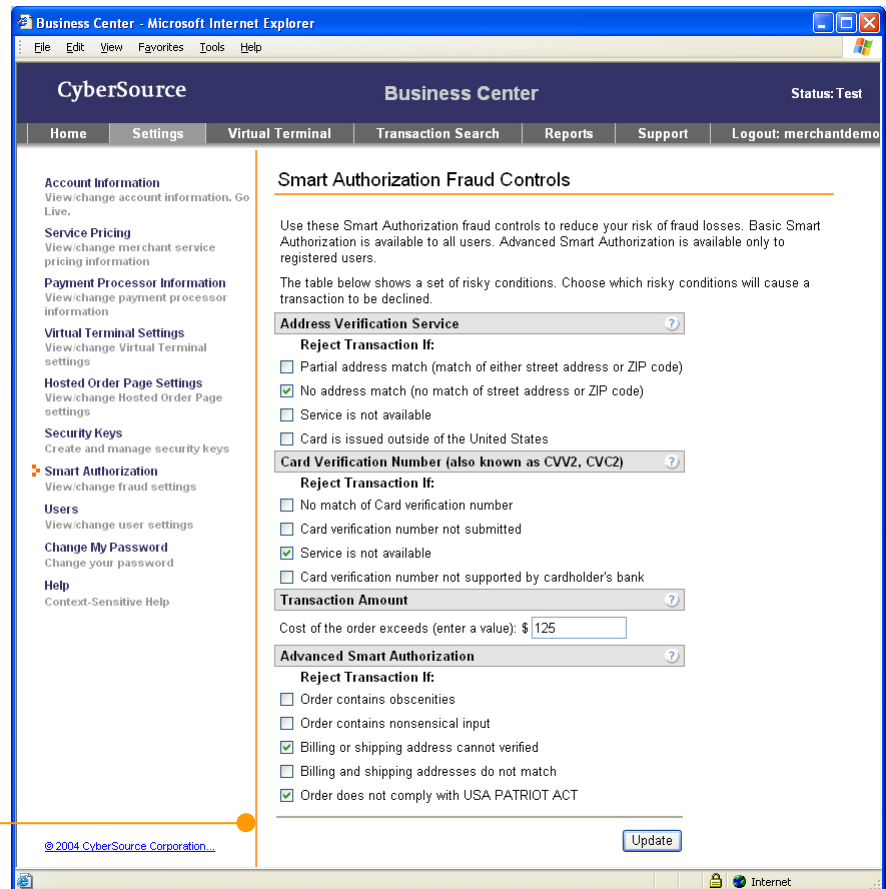 Business Center - Microsoft Internet Explorer
File Edit View Favorites Tools Help
CyberSource
Business Center
Status: Test
Home Settings Virtual Terminal Transaction Search Reports Support Logout: merchantdemo
Account Information
View/change account information. Go
Live.
Service Pricing
View/change merchant service
pricing information
Payment Processor Information
View/change payment processor
information
Virtual Terminal Settings
View/change Virtual Terminal
settings
Hosted Order Page Settings
View/change Hosted Order Page
settings
Security Keys
Create and manage security keys
Smart Authorization
View/change fraud settings
Users
View/change user settings
Change My Password
Change your password
Help
Context-Sensitive Help
© 2004 CyberSource Corporation...
Smart Authorization Fraud Controls
Use these Smart Authorization fraud controls to reduce your risk of fraud losses. Basic Smart
Authorization is available to all users. Advanced Smart Authorization is available only to
registered users.
The table below shows a set of risky conditions. Choose which risky conditions will cause a
transaction to be declined.
Address Verification Service ?
Reject Transaction If:
Partial address match (match of either street address or ZIP code)
No address match (no match of street address or ZIP code)
Service is not available
Card is issued outside of the United States
Card Verification Number (also known as CVV2, CVC2) ?
Reject Transaction If:
No match of Card verification number
Card verification number not submitted
Service is not available
Card verification number not supported by cardholder's bank
Transaction Amount ?
Cost of the order exceeds (enter a value): $ 125
Advanced Smart Authorization ?
Reject Transaction If:
Order contains obscenities
Order contains nonsensical input
Billing or shipping address cannot verified
Billing and shipping addresses do not match
Order does not comply with USA PATRIOT ACT
Update
Internet